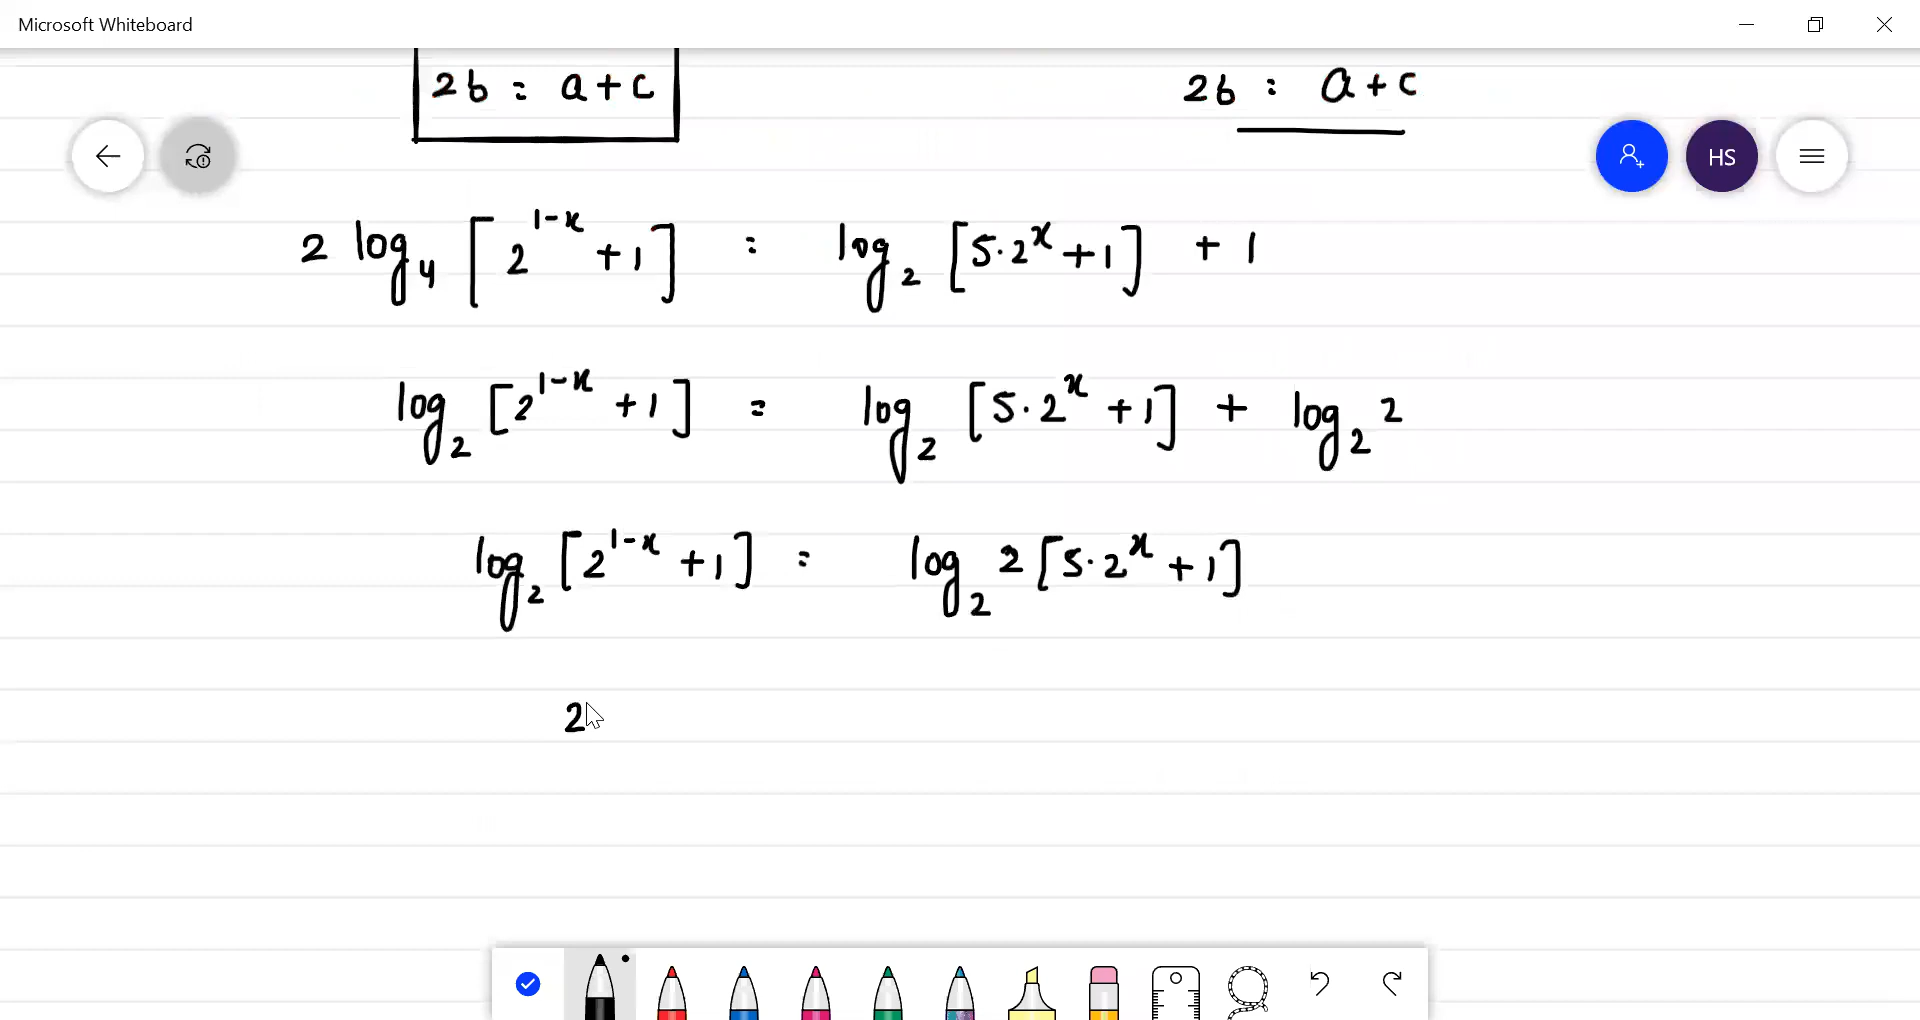 Microsoft Whiteboard
2b = a+c    2b = a+c
HS
2 log₄ [2^(1-x) + 1] = log₂ [5·2^x + 1] + 1
log₂ [2^(1-x) + 1] = log₂ [5·2^x + 1] + log₂ 2
log₂ [2^(1-x) + 1] = log₂ 2 [5·2^x + 1]
2